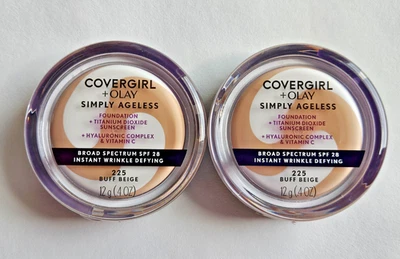 COVERGIRL
+OLAY
SIMPLY AGELESS
FOUNDATION
+ TITANIUM DIOXIDE
SUNSCREEN
+ HYALURONIC COMPLEX
& VITAMIN C
BROAD SPECTRUM SPF 28
INSTANT WRINKLE DEFYING
225
BUFF BEIGE
12g (.4 OZ)
COVERGIRL
+OLAY
SIMPLY AGELESS
FOUNDATION
+ TITANIUM DIOXIDE
SUNSCREEN
+ HYALURONIC COMPLEX
& VITAMIN C
BROAD SPECTRUM SPF 28
INSTANT WRINKLE DEFYING
225
BUFF BEIGE
12g (.4 OZ)